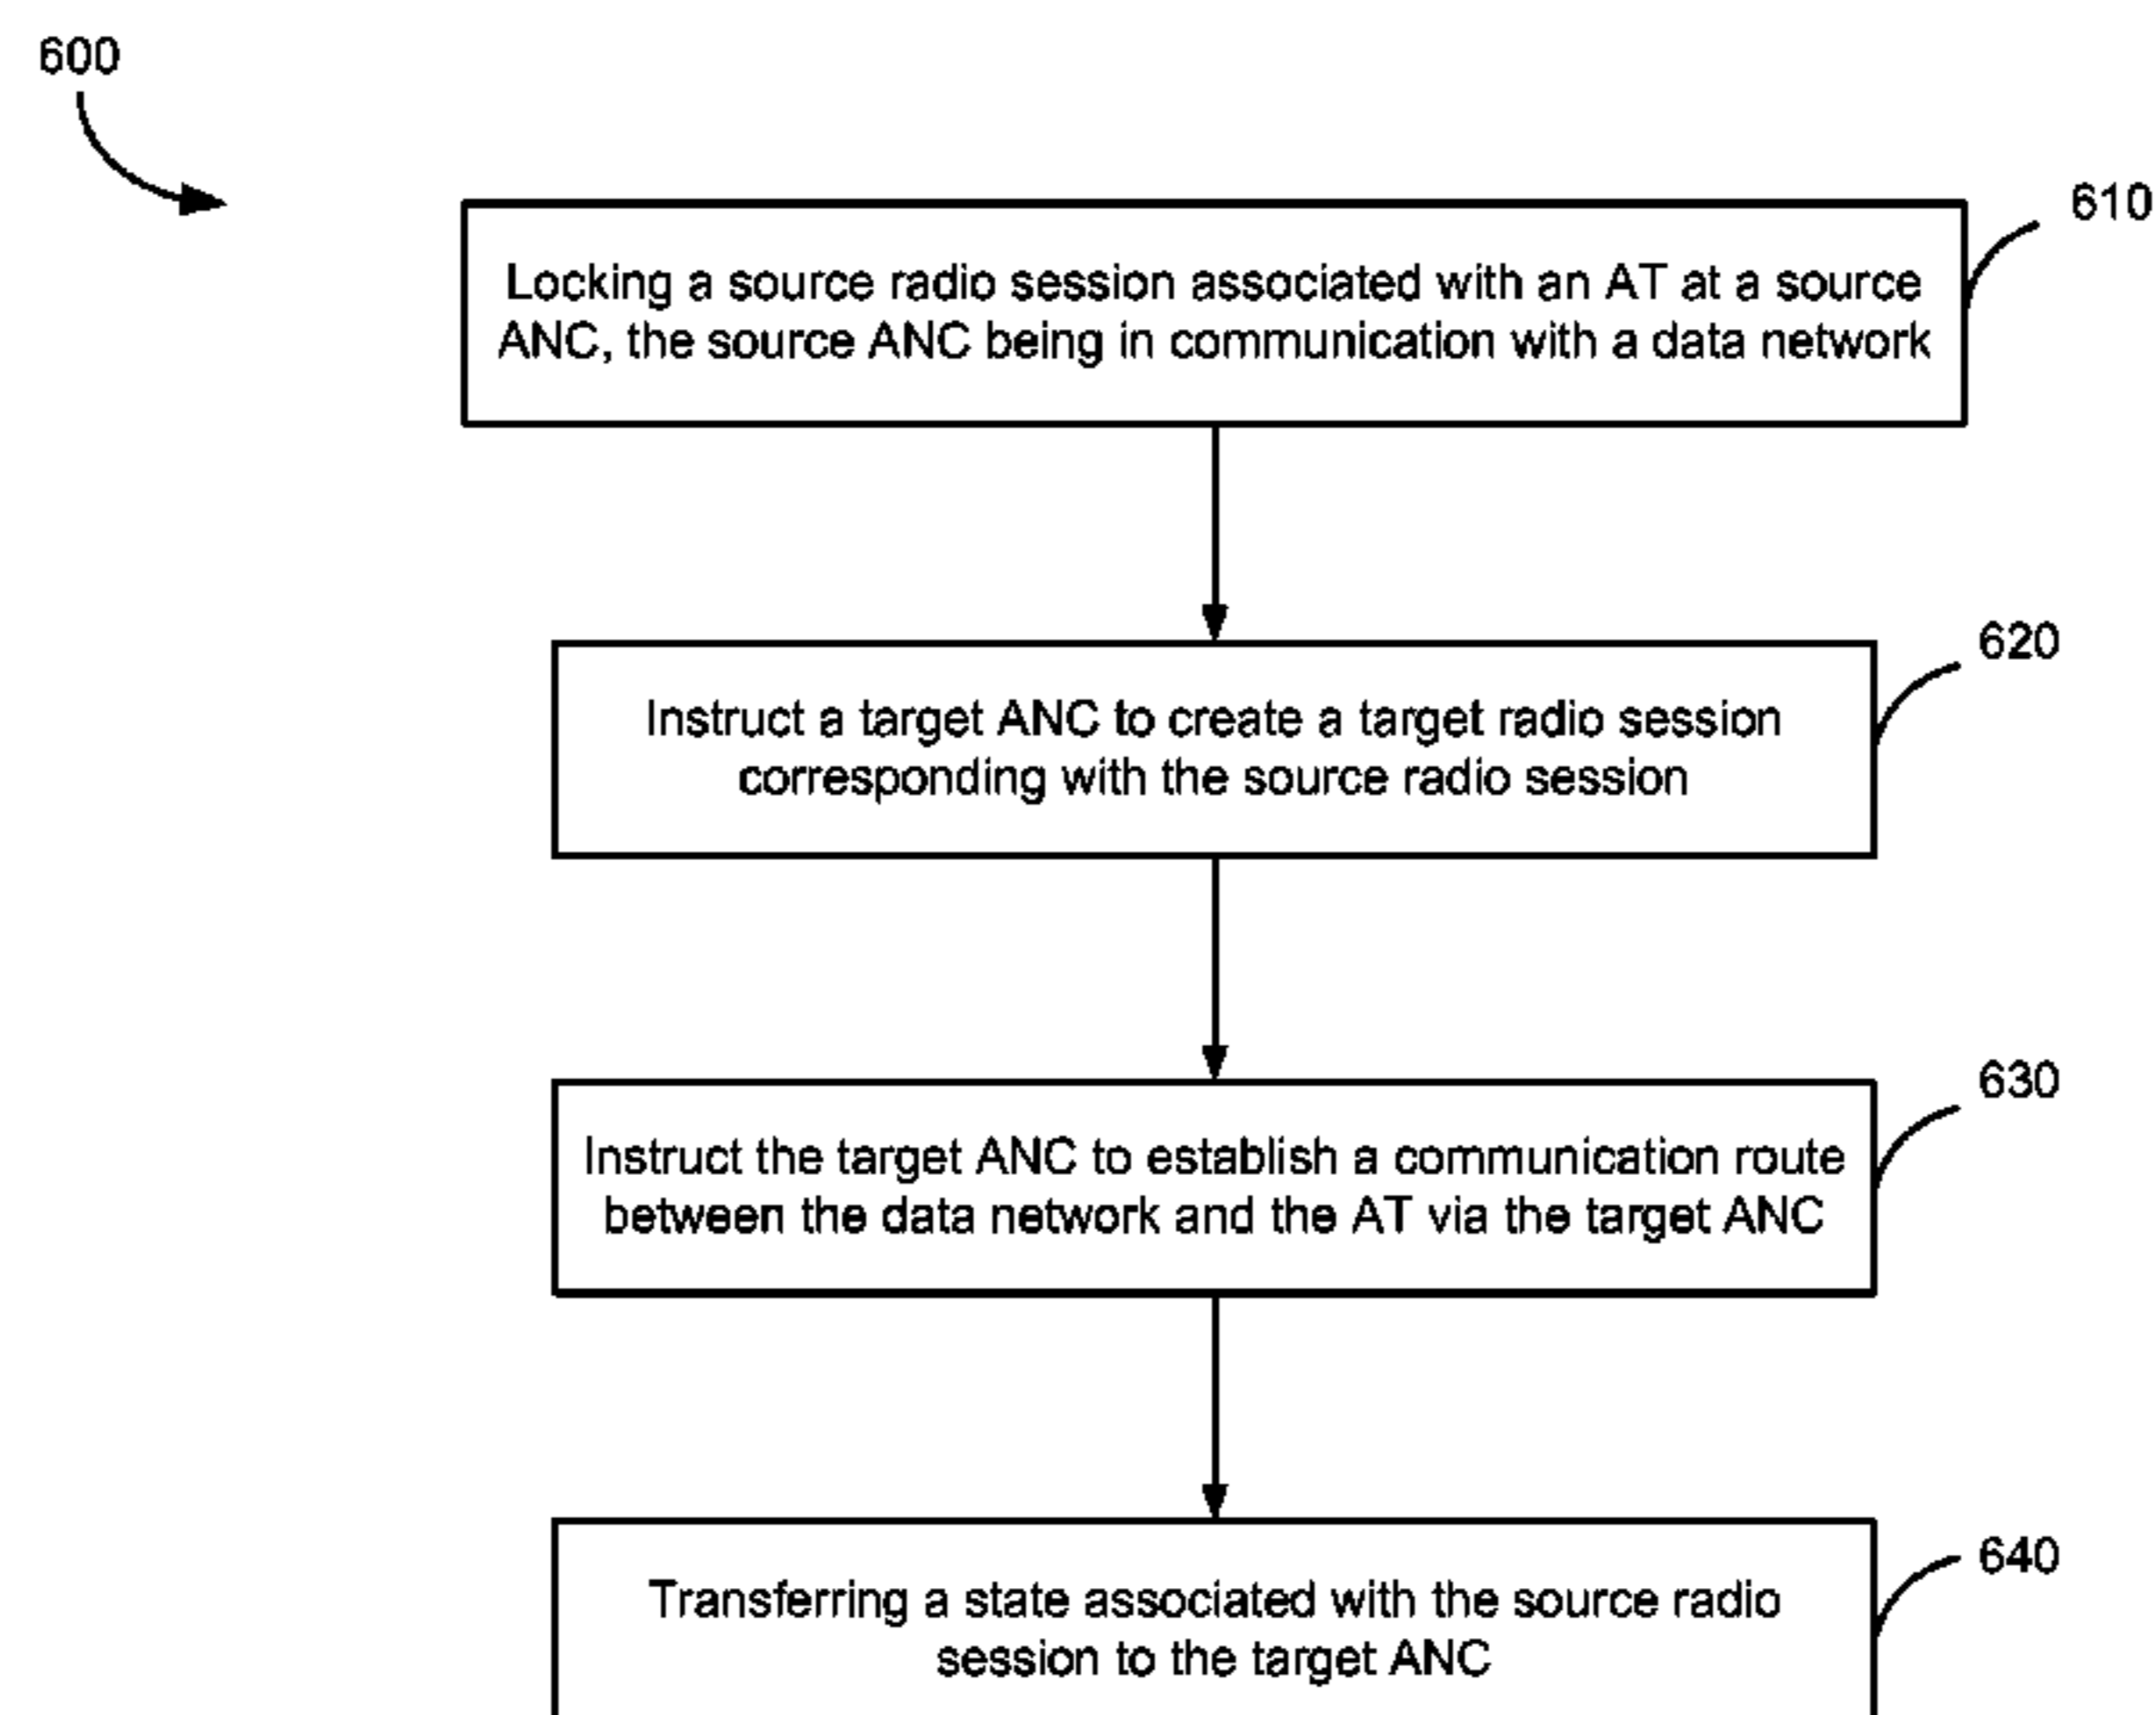 600
610
Locking a source radio session associated with an AT at a source
ANC, the source ANC being in communication with a data network
620
Instruct a target ANC to create a target radio session
corresponding with the source radio session
630
Instruct the target ANC to establish a communication route
between the data network and the AT via the target ANC
640
Transferring a state associated with the source radio
session to the target ANC